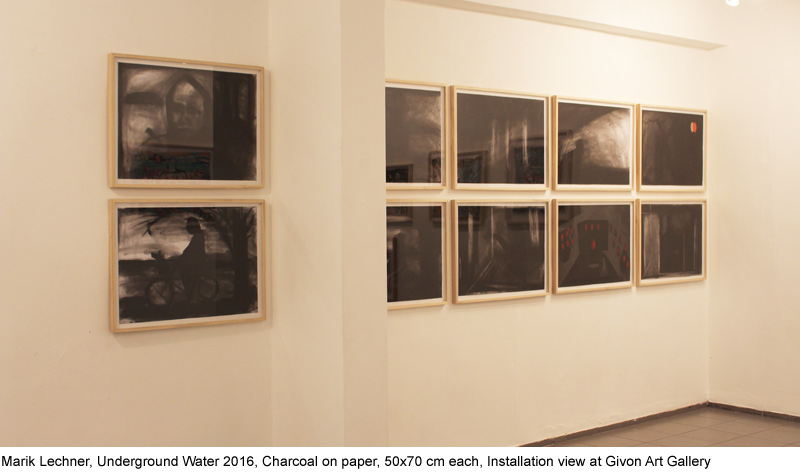 Marik Lechner, Underground Water 2016, Charcoal on paper, 50x70 cm each, Installation view at Givon Art Gallery